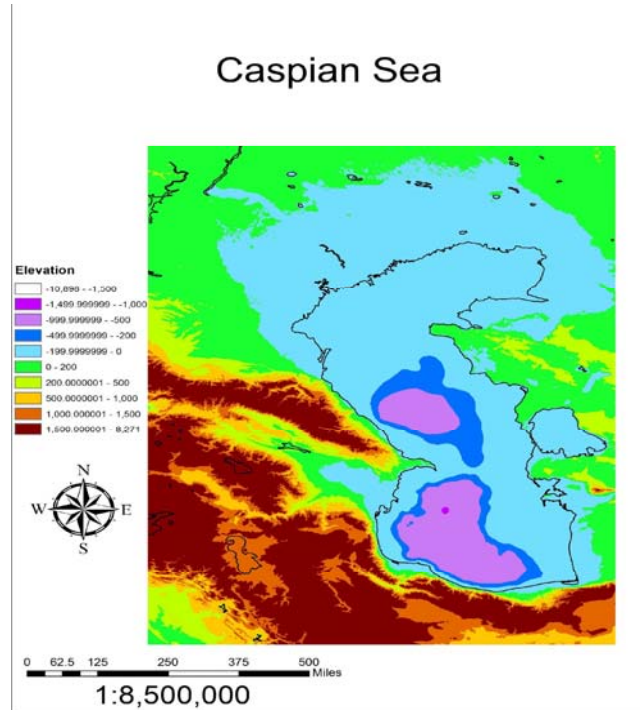 Caspian Sea
Elevation
-10,898 - -1,500
-1,499.999999 - -1,000
-999.999999 - -500
-499.9999999 - -200
-199.9999999 - 0
0 - 200
200.0000001 - 500
500.0000001 - 1,000
1,000.000001 - 1,500
1,500.000001 - 8,271
N
W E
S
0 62.5 125 250 375 500
Miles
1:8,500,000